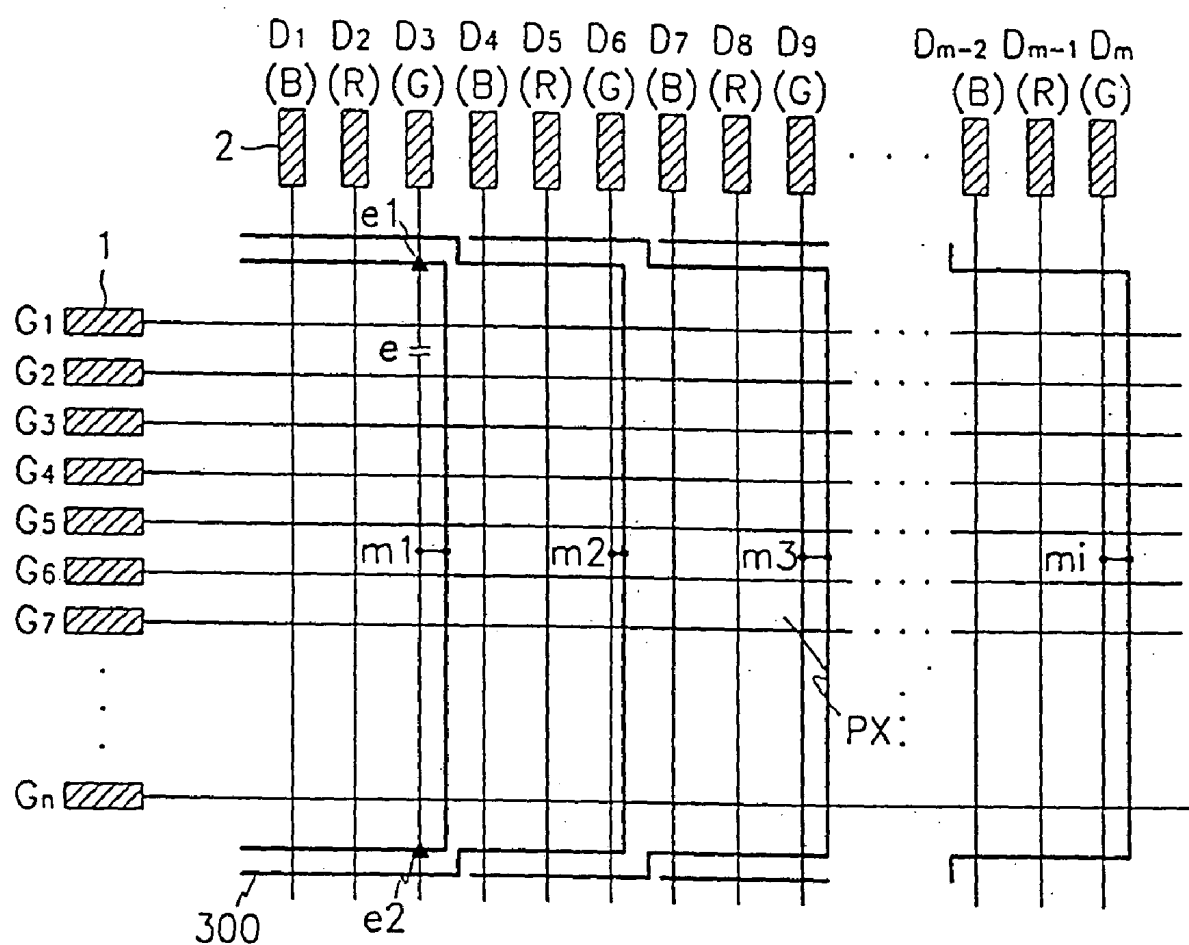 D1 D2 D3 D4 D5 D6 D7 D8 D9 Dm-2 Dm-1 Dm
(B) (R) (G) (B) (R) (G) (B) (R) (G) (B) (R) (G)
2
e1
1
G1
e
G2
G3
G4
G5
m1 m2 m3 mi
G6
G7
PX
Gn
300
e2